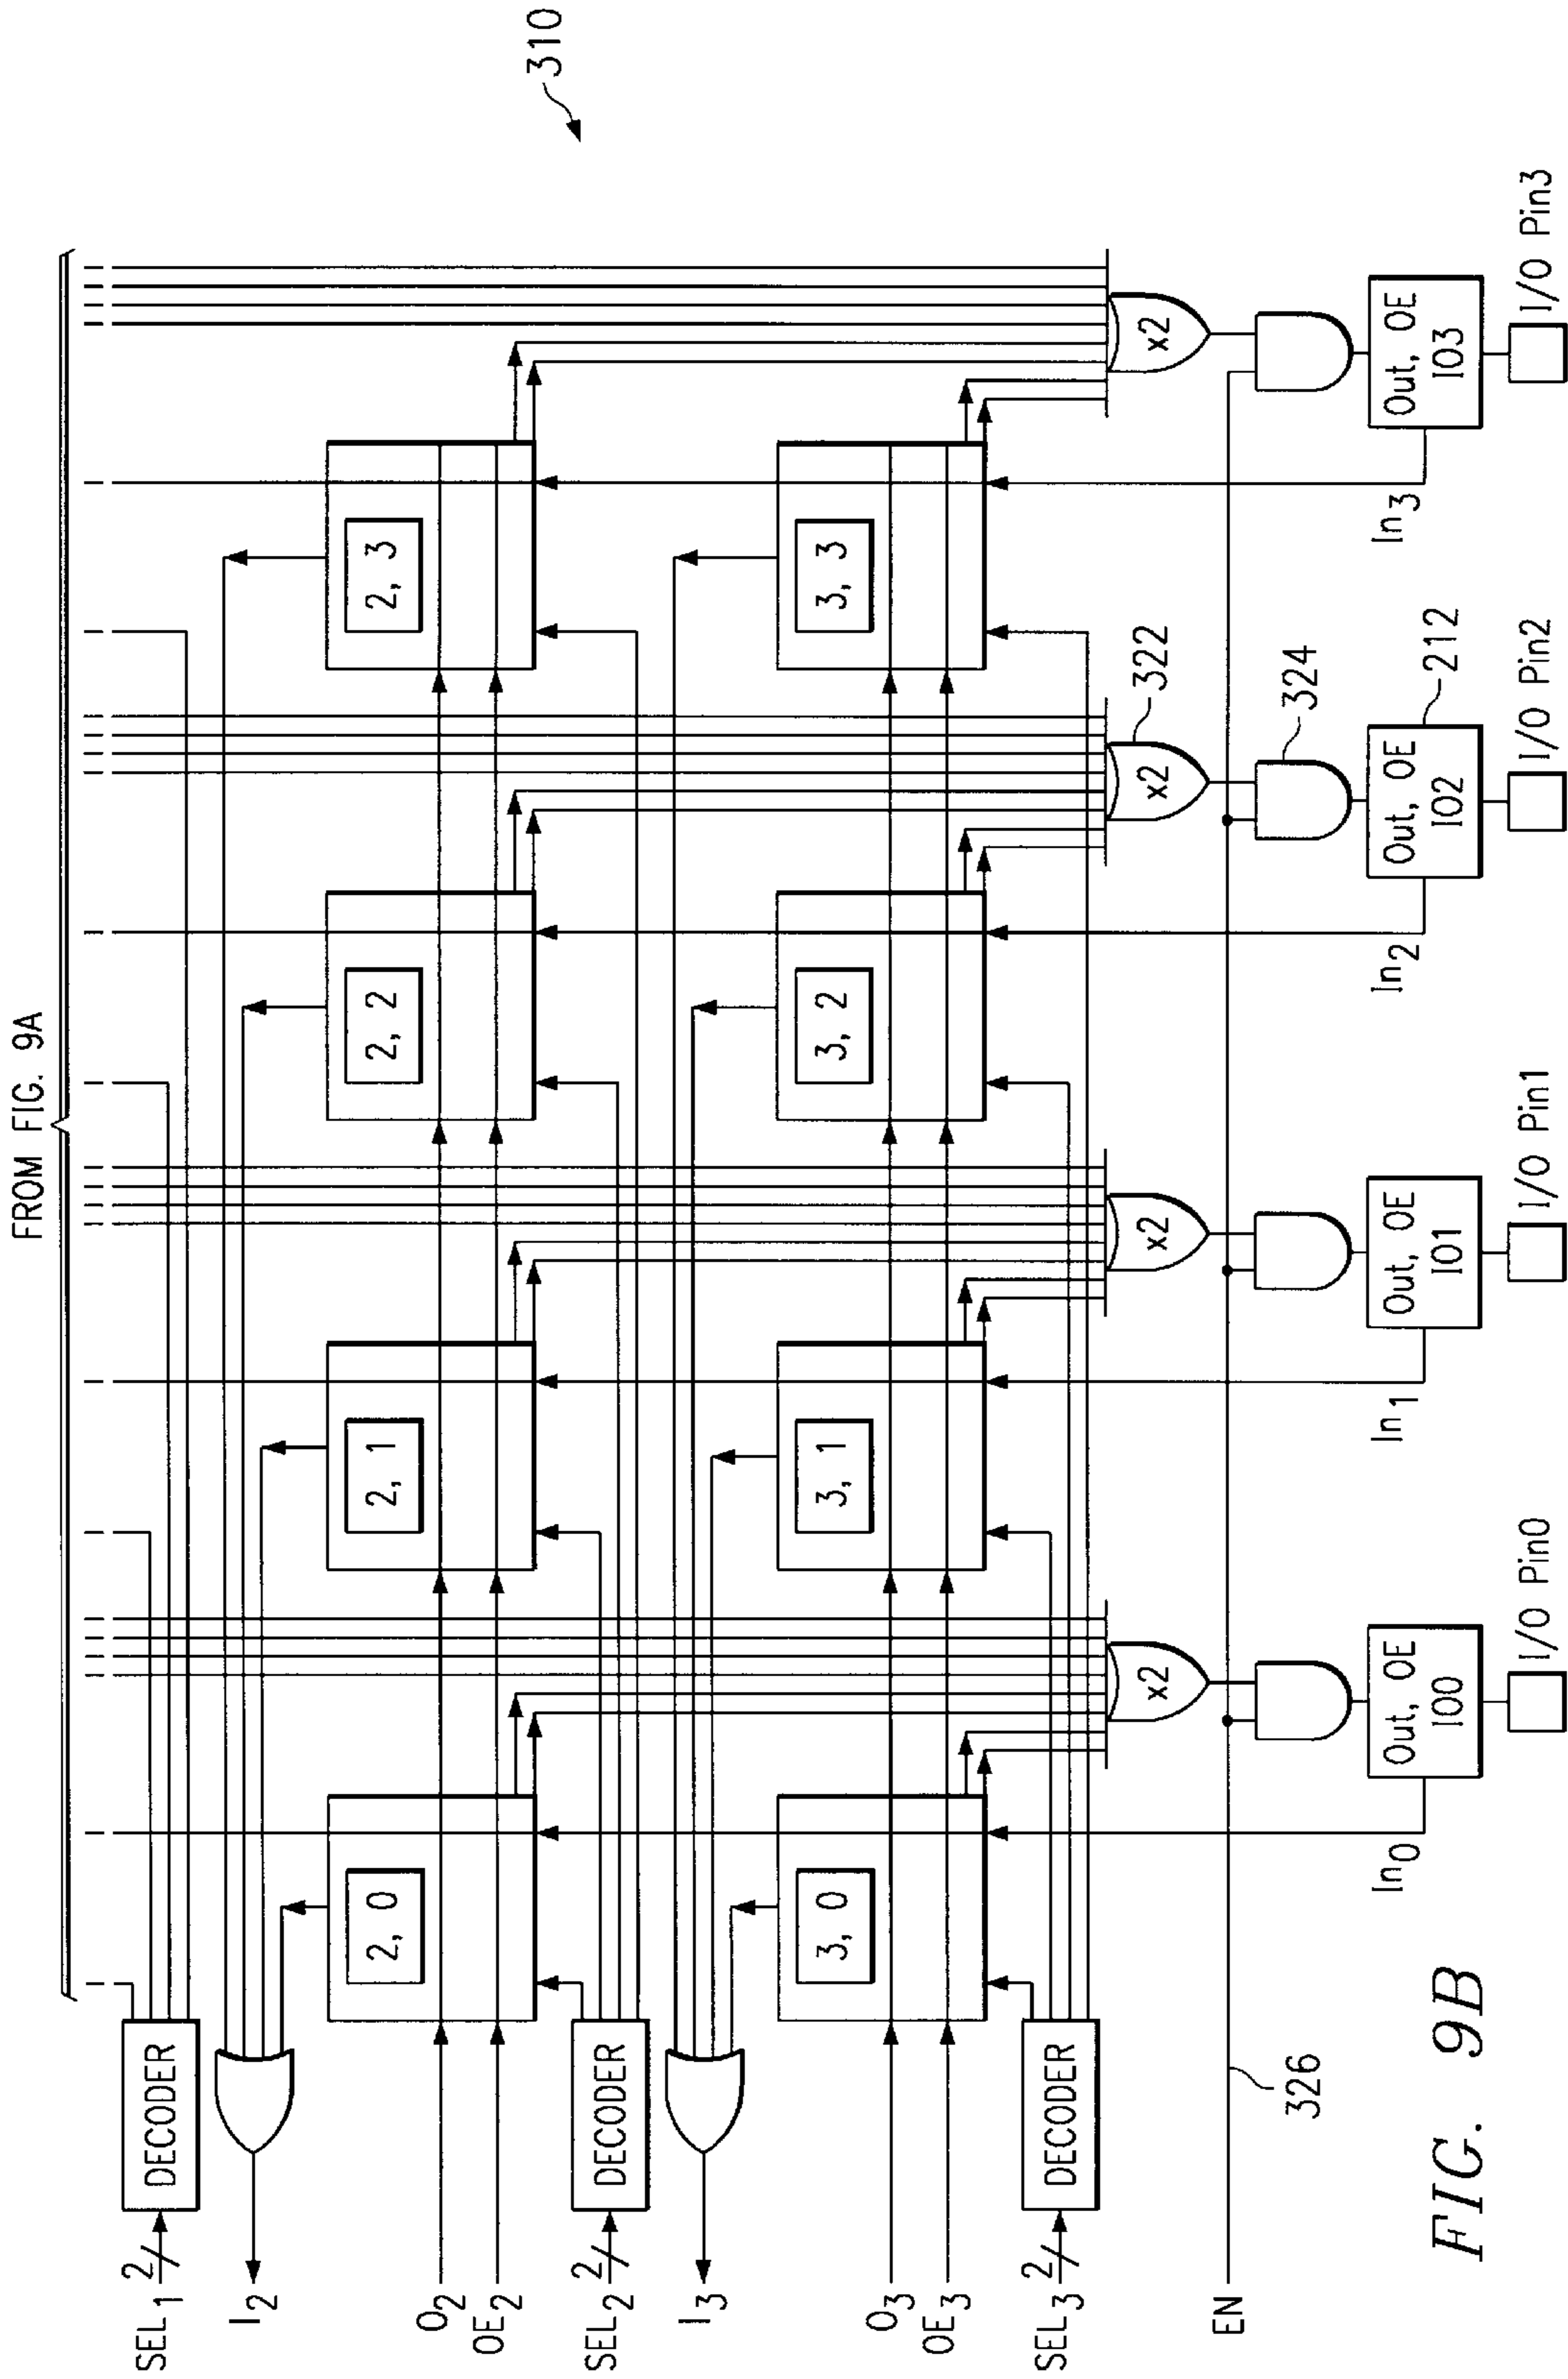 FROM FIG. 9A
310
SEL1
2
DECODER
I2
2, 0
2, 1
2, 2
2, 3
O2
OE2
SEL2
2
DECODER
I3
3, 0
3, 1
3, 2
3, 3
O3
OE3
SEL3
2
DECODER
x2
x2
x2
x2
322
EN
326
324
In0
In1
In2
In3
Out, OE
IO0
Out, OE
IO1
Out, OE
IO2
Out, OE
IO3
212
I/O Pin0
I/O Pin1
I/O Pin2
I/O Pin3
FIG. 9B